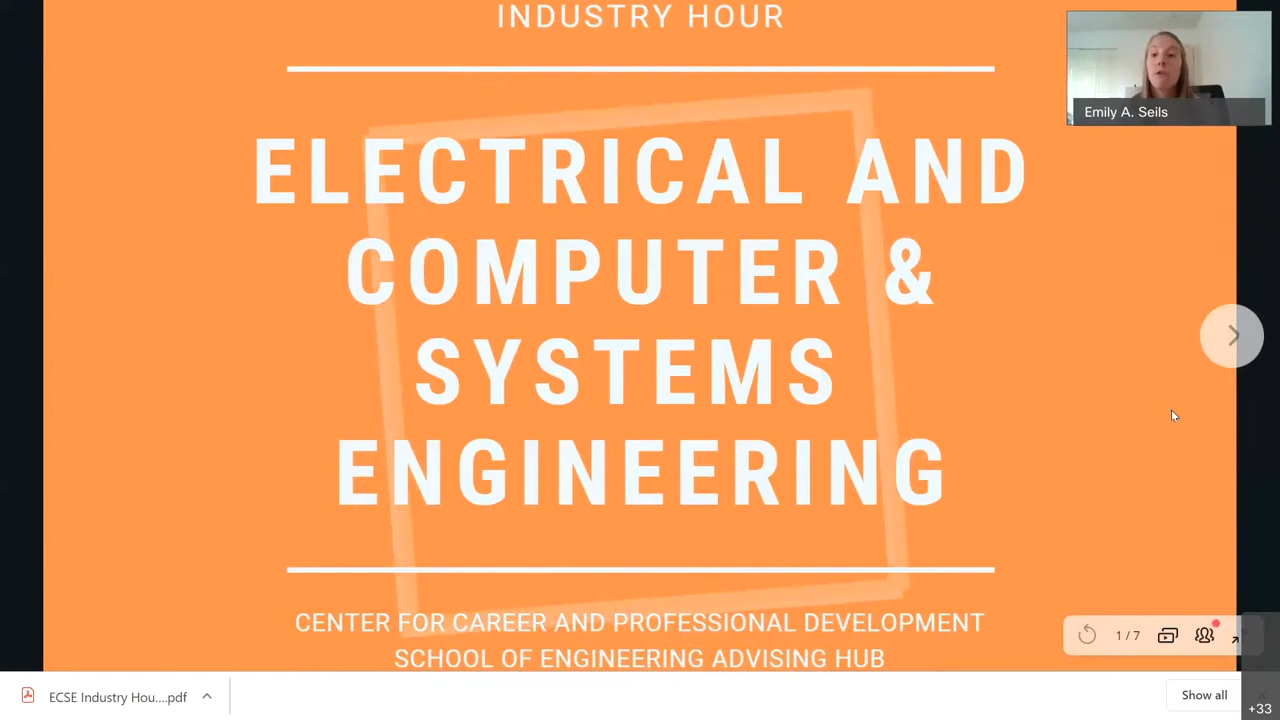 INDUSTRY HOUR
ELECTRICAL AND
COMPUTER &
SYSTEMS
ENGINEERING
CENTER FOR CAREER AND PROFESSIONAL DEVELOPMENT
SCHOOL OF ENGINEERING ADVISING HUB
Emily A. Seils
1 / 7
ECSE Industry Hou....pdf
Show all
+33